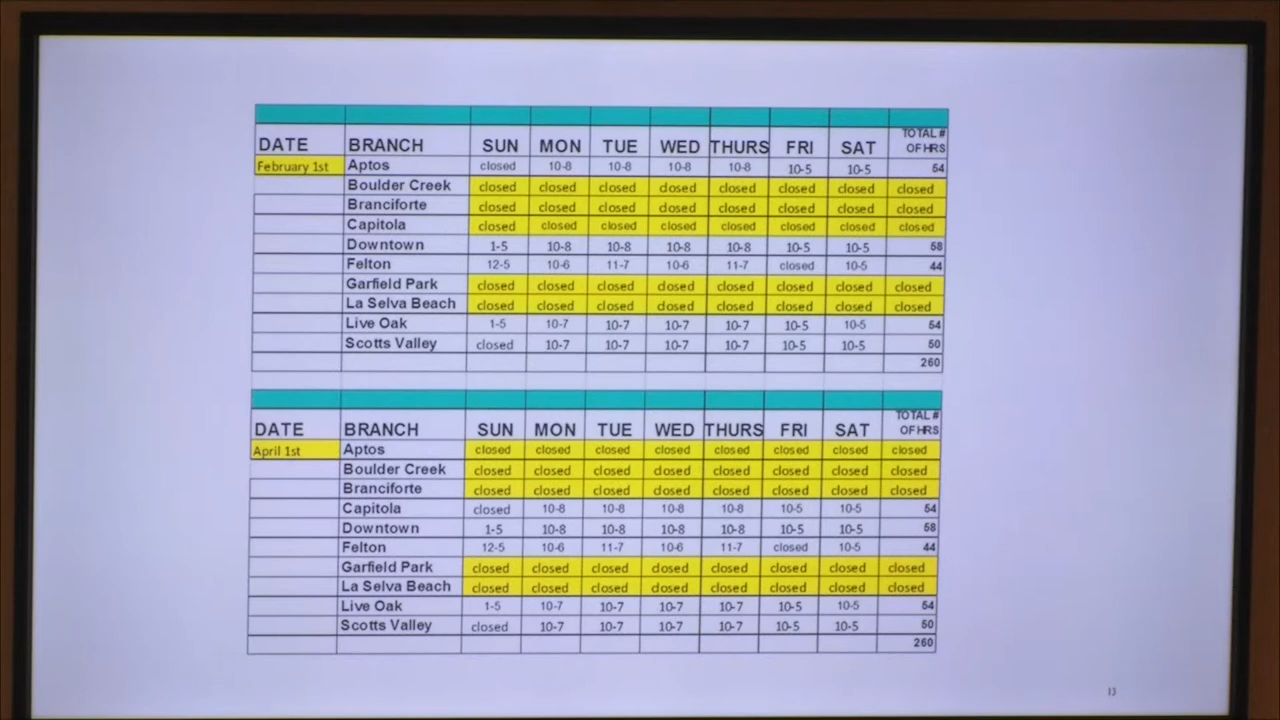 DATE BRANCH SUN MON TUE WED THURS FRI SAT TOTAL # OF HRS
February 1st Aptos closed 10-8 10-8 10-8 10-8 10-5 10-5 54
Boulder Creek closed closed closed closed closed closed closed closed
Branciforte closed closed closed closed closed closed closed closed
Capitola closed closed closed closed closed closed closed closed
Downtown 1-5 10-8 10-8 10-8 10-8 10-5 10-5 58
Felton 12-5 10-6 11-7 10-6 11-7 closed 10-5 44
Garfield Park closed closed closed closed closed closed closed closed
La Selva Beach closed closed closed closed closed closed closed closed
Live Oak 1-5 10-7 10-7 10-7 10-7 10-5 10-5 54
Scotts Valley closed 10-7 10-7 10-7 10-7 10-5 10-5 50
260
DATE BRANCH SUN MON TUE WED THURS FRI SAT TOTAL # OF HRS
April 1st Aptos closed closed closed closed closed closed closed closed
Boulder Creek closed closed closed closed closed closed closed closed
Branciforte closed closed closed closed closed closed closed closed
Capitola closed 10-8 10-8 10-8 10-8 10-5 10-5 54
Downtown 1-5 10-8 10-8 10-8 10-8 10-5 10-5 58
Felton 12-5 10-6 11-7 10-6 11-7 closed 10-5 44
Garfield Park closed closed closed closed closed closed closed closed
La Selva Beach closed closed closed closed closed closed closed closed
Live Oak 1-5 10-7 10-7 10-7 10-7 10-5 10-5 54
Scotts Valley closed 10-7 10-7 10-7 10-7 10-5 10-5 50
260
13